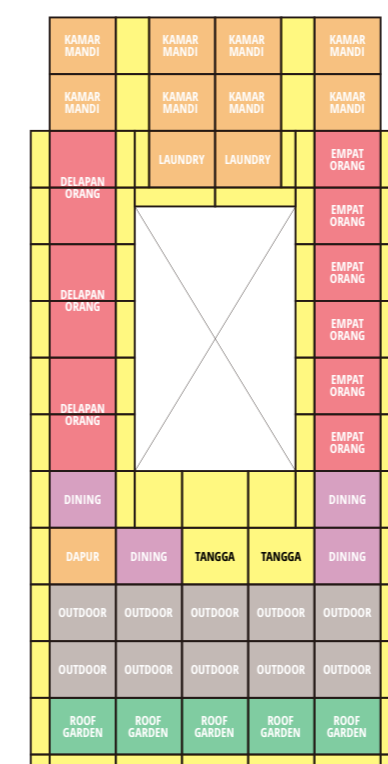 KAMAR MANDI KAMAR MANDI KAMAR MANDI KAMAR MANDI
KAMAR MANDI KAMAR MANDI KAMAR MANDI KAMAR MANDI
LAUNDRY LAUNDRY EMPAT ORANG
DELAPAN ORANG
EMPAT ORANG
EMPAT ORANG
DELAPAN ORANG
EMPAT ORANG
EMPAT ORANG
DELAPAN ORANG
EMPAT ORANG
DINING DINING
DAPUR DINING TANGGA TANGGA DINING
OUTDOOR OUTDOOR OUTDOOR OUTDOOR OUTDOOR
OUTDOOR OUTDOOR OUTDOOR OUTDOOR OUTDOOR
ROOF GARDEN ROOF GARDEN ROOF GARDEN ROOF GARDEN ROOF GARDEN